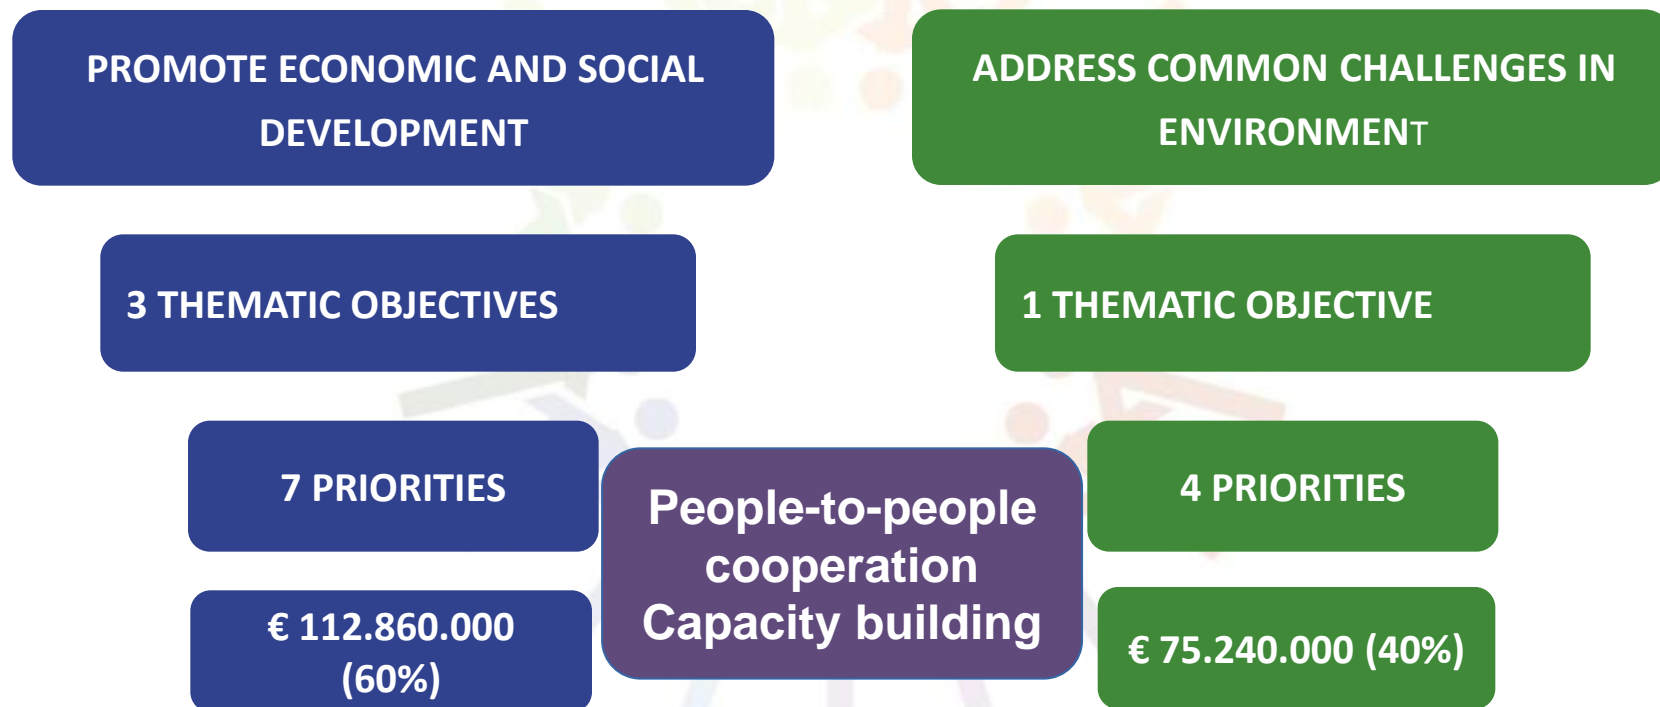 PROMOTE ECONOMIC AND SOCIAL
DEVELOPMENT
ADDRESS COMMON CHALLENGES IN
ENVIRONMENT
3 THEMATIC OBJECTIVES
1 THEMATIC OBJECTIVE
7 PRIORITIES
4 PRIORITIES
People-to-people
cooperation
Capacity building
€ 112.860.000
(60%)
€ 75.240.000 (40%)